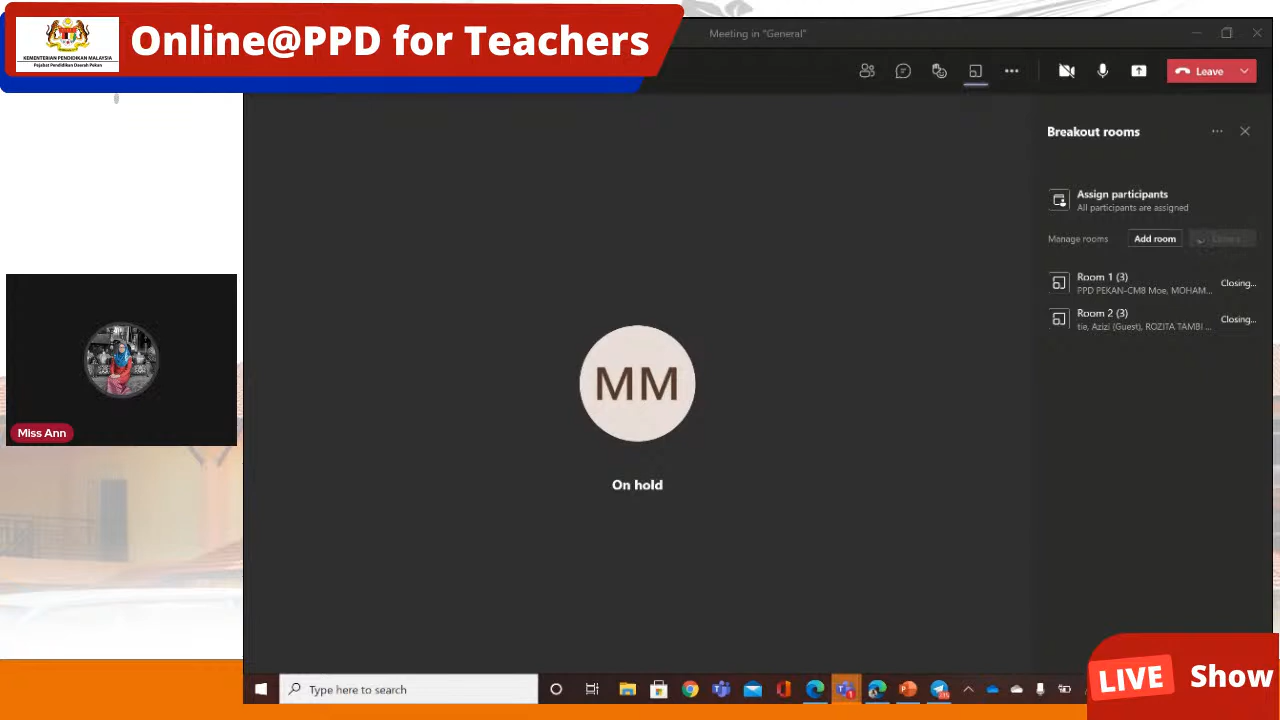 KEMENTERIAN PENDIDIKAN MALAYSIA
Pejabat Pendidikan Daerah Pekan
Online@PPD for Teachers
Meeting in "General"
Leave
Breakout rooms
Assign participants
All participants are assigned
Manage rooms
Add room
Room 1 (3)
PPD PEKAN-CM8 Moe, MOHAM...
Closing...
Room 2 (3)
tie, Azizi (Guest), ROZITA TAMBI ...
Closing...
MM
On hold
Miss Ann
Type here to search
LIVE Show